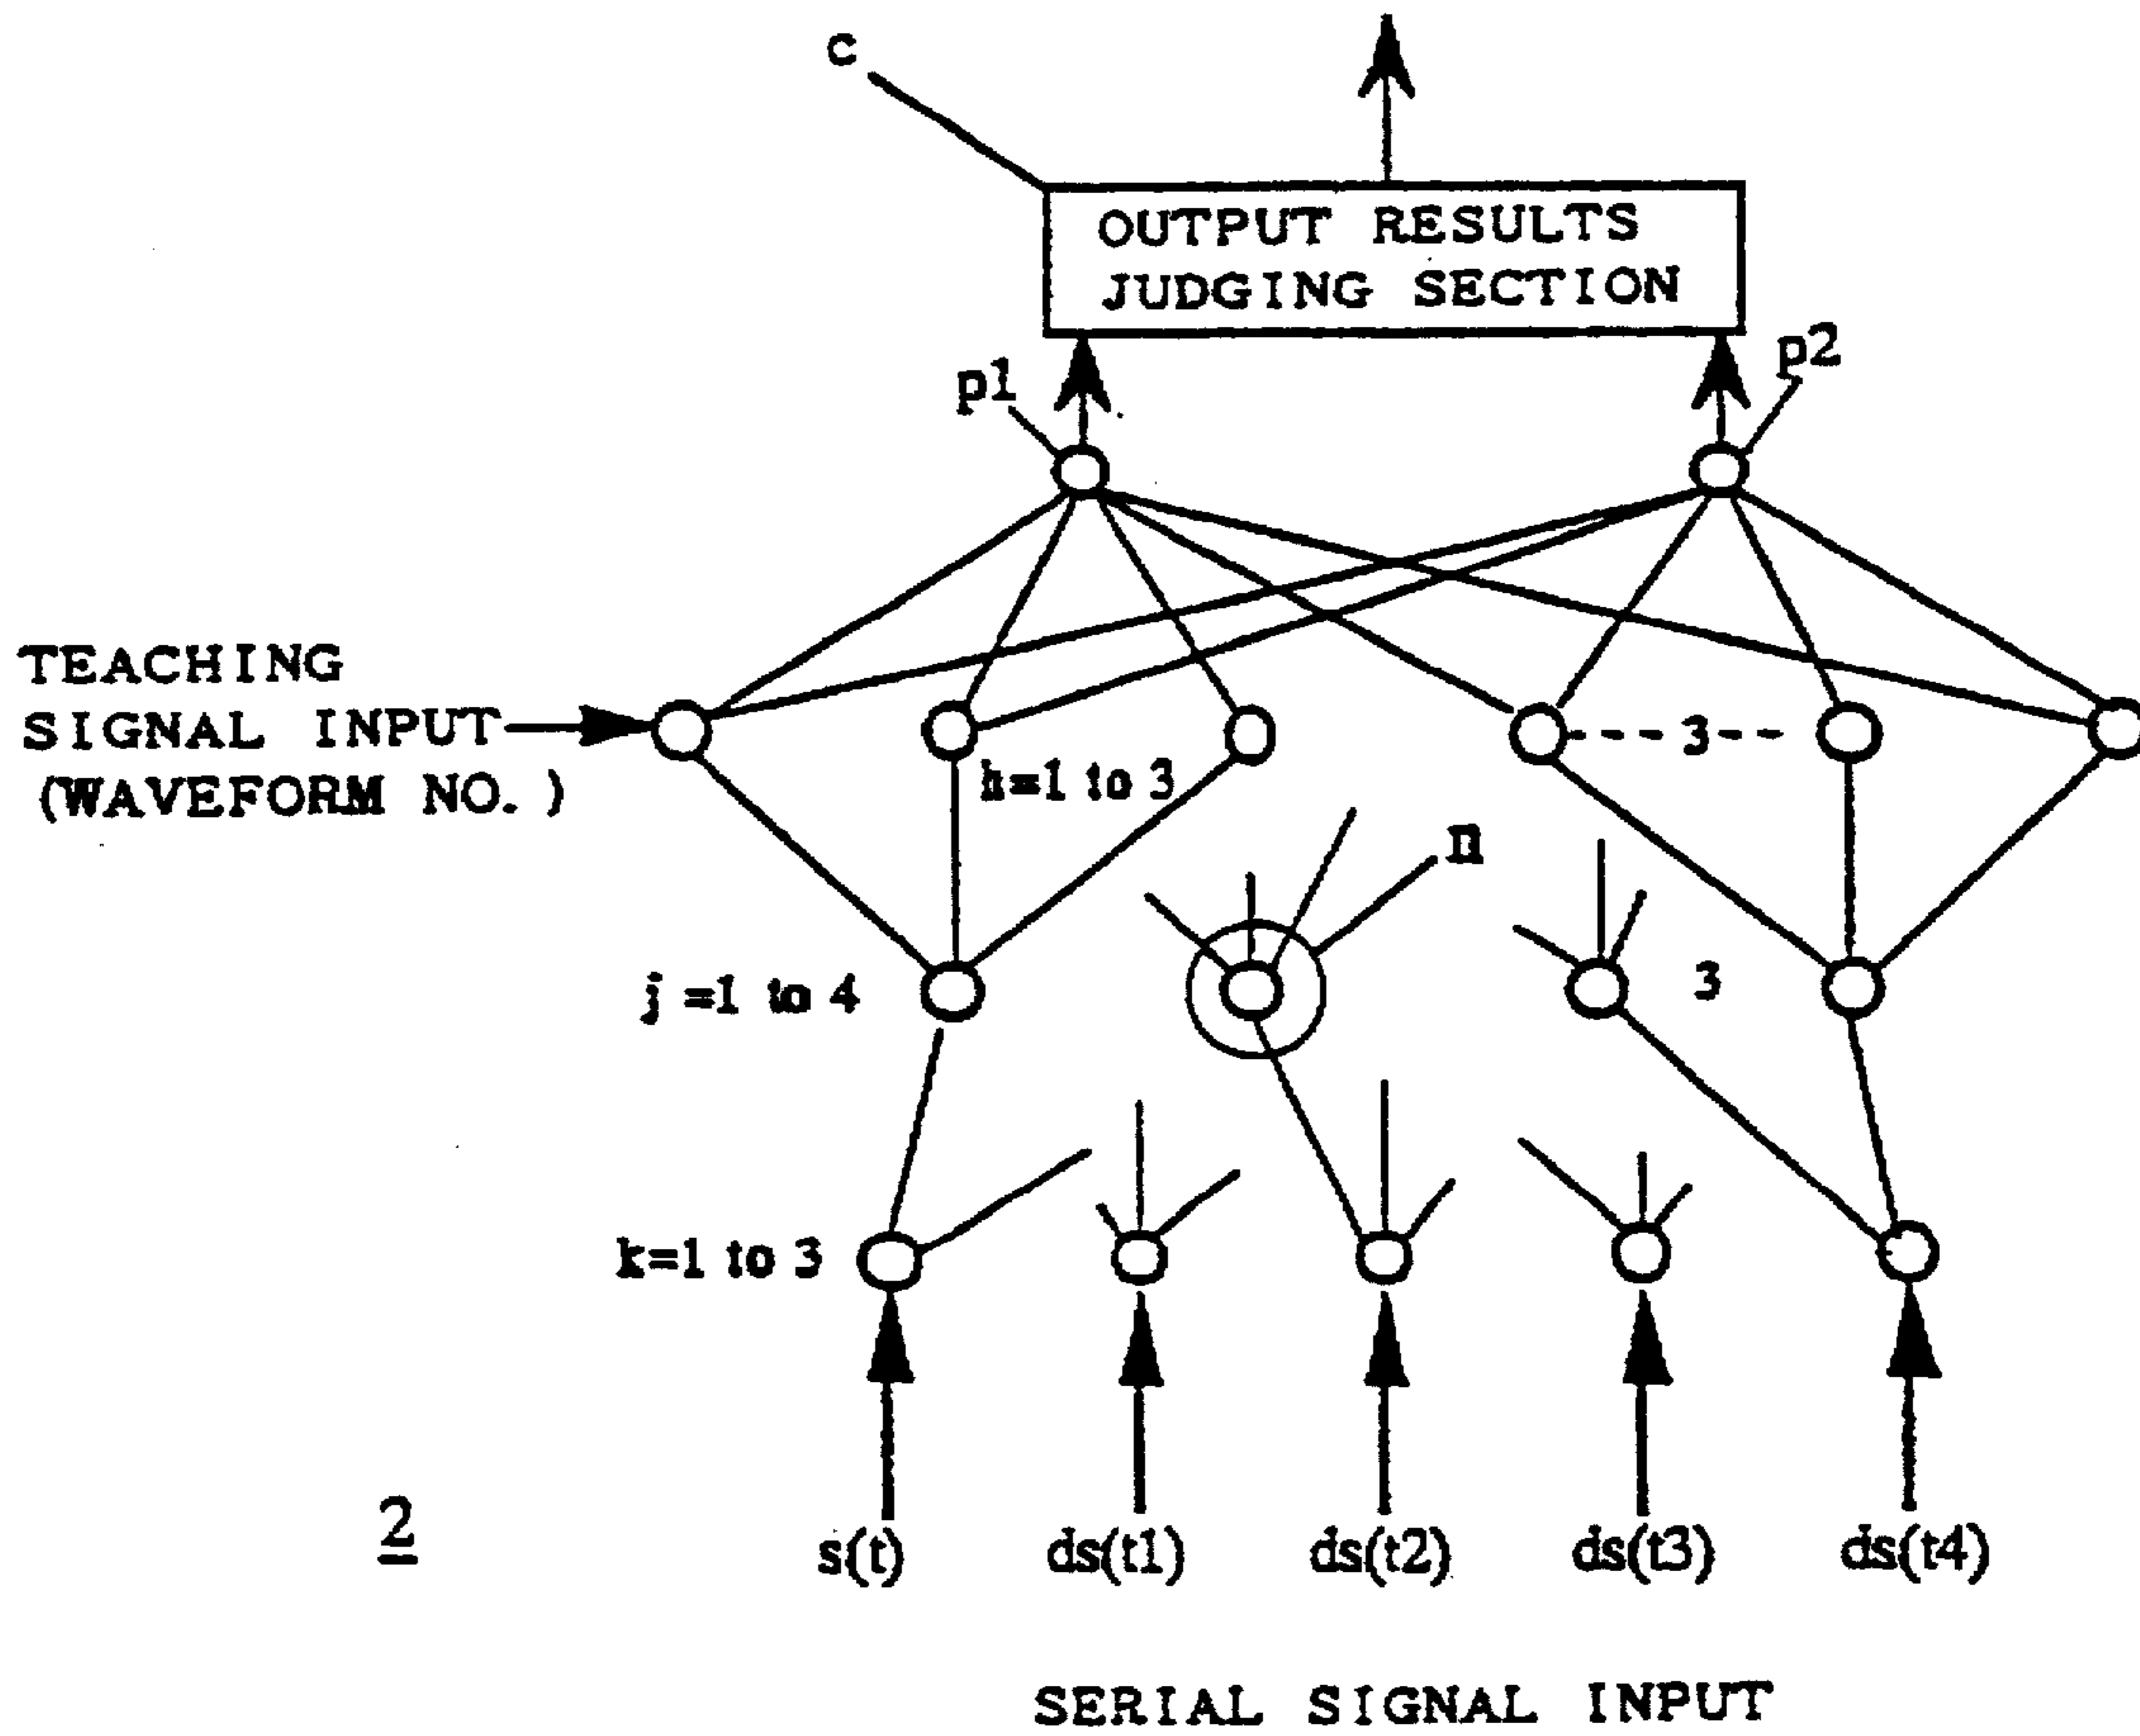 c
OUTPUT RESULTS
JUDGING SECTION
p1
p2
TEACHING
SIGNAL INPUT
(WAVEFORM NO.)
---3--
h=1 to 3
n
j=1 to 4
3
k=1 to 3
2
s(t) ds(t1) ds(t2) ds(t3) ds(t4)
SERIAL SIGNAL INPUT